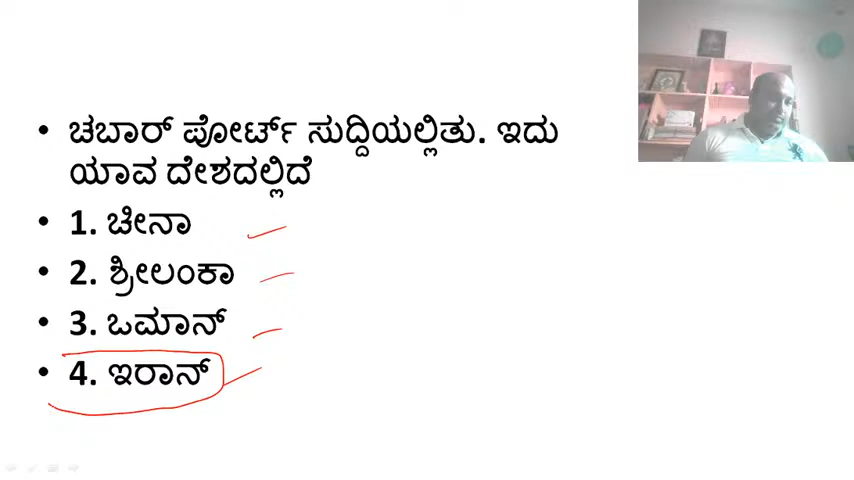 • ಚಬಾರ್ ಪೋರ್ಟ್ ಸುದ್ದಿಯಲ್ಲಿತು. ಇದು
ಯಾವ ದೇಶದಲ್ಲಿದೆ
• 1. ಚೀನಾ
• 2. ಶ್ರೀಲಂಕಾ
• 3. ಒಮಾನ್
• 4. ಇರಾನ್